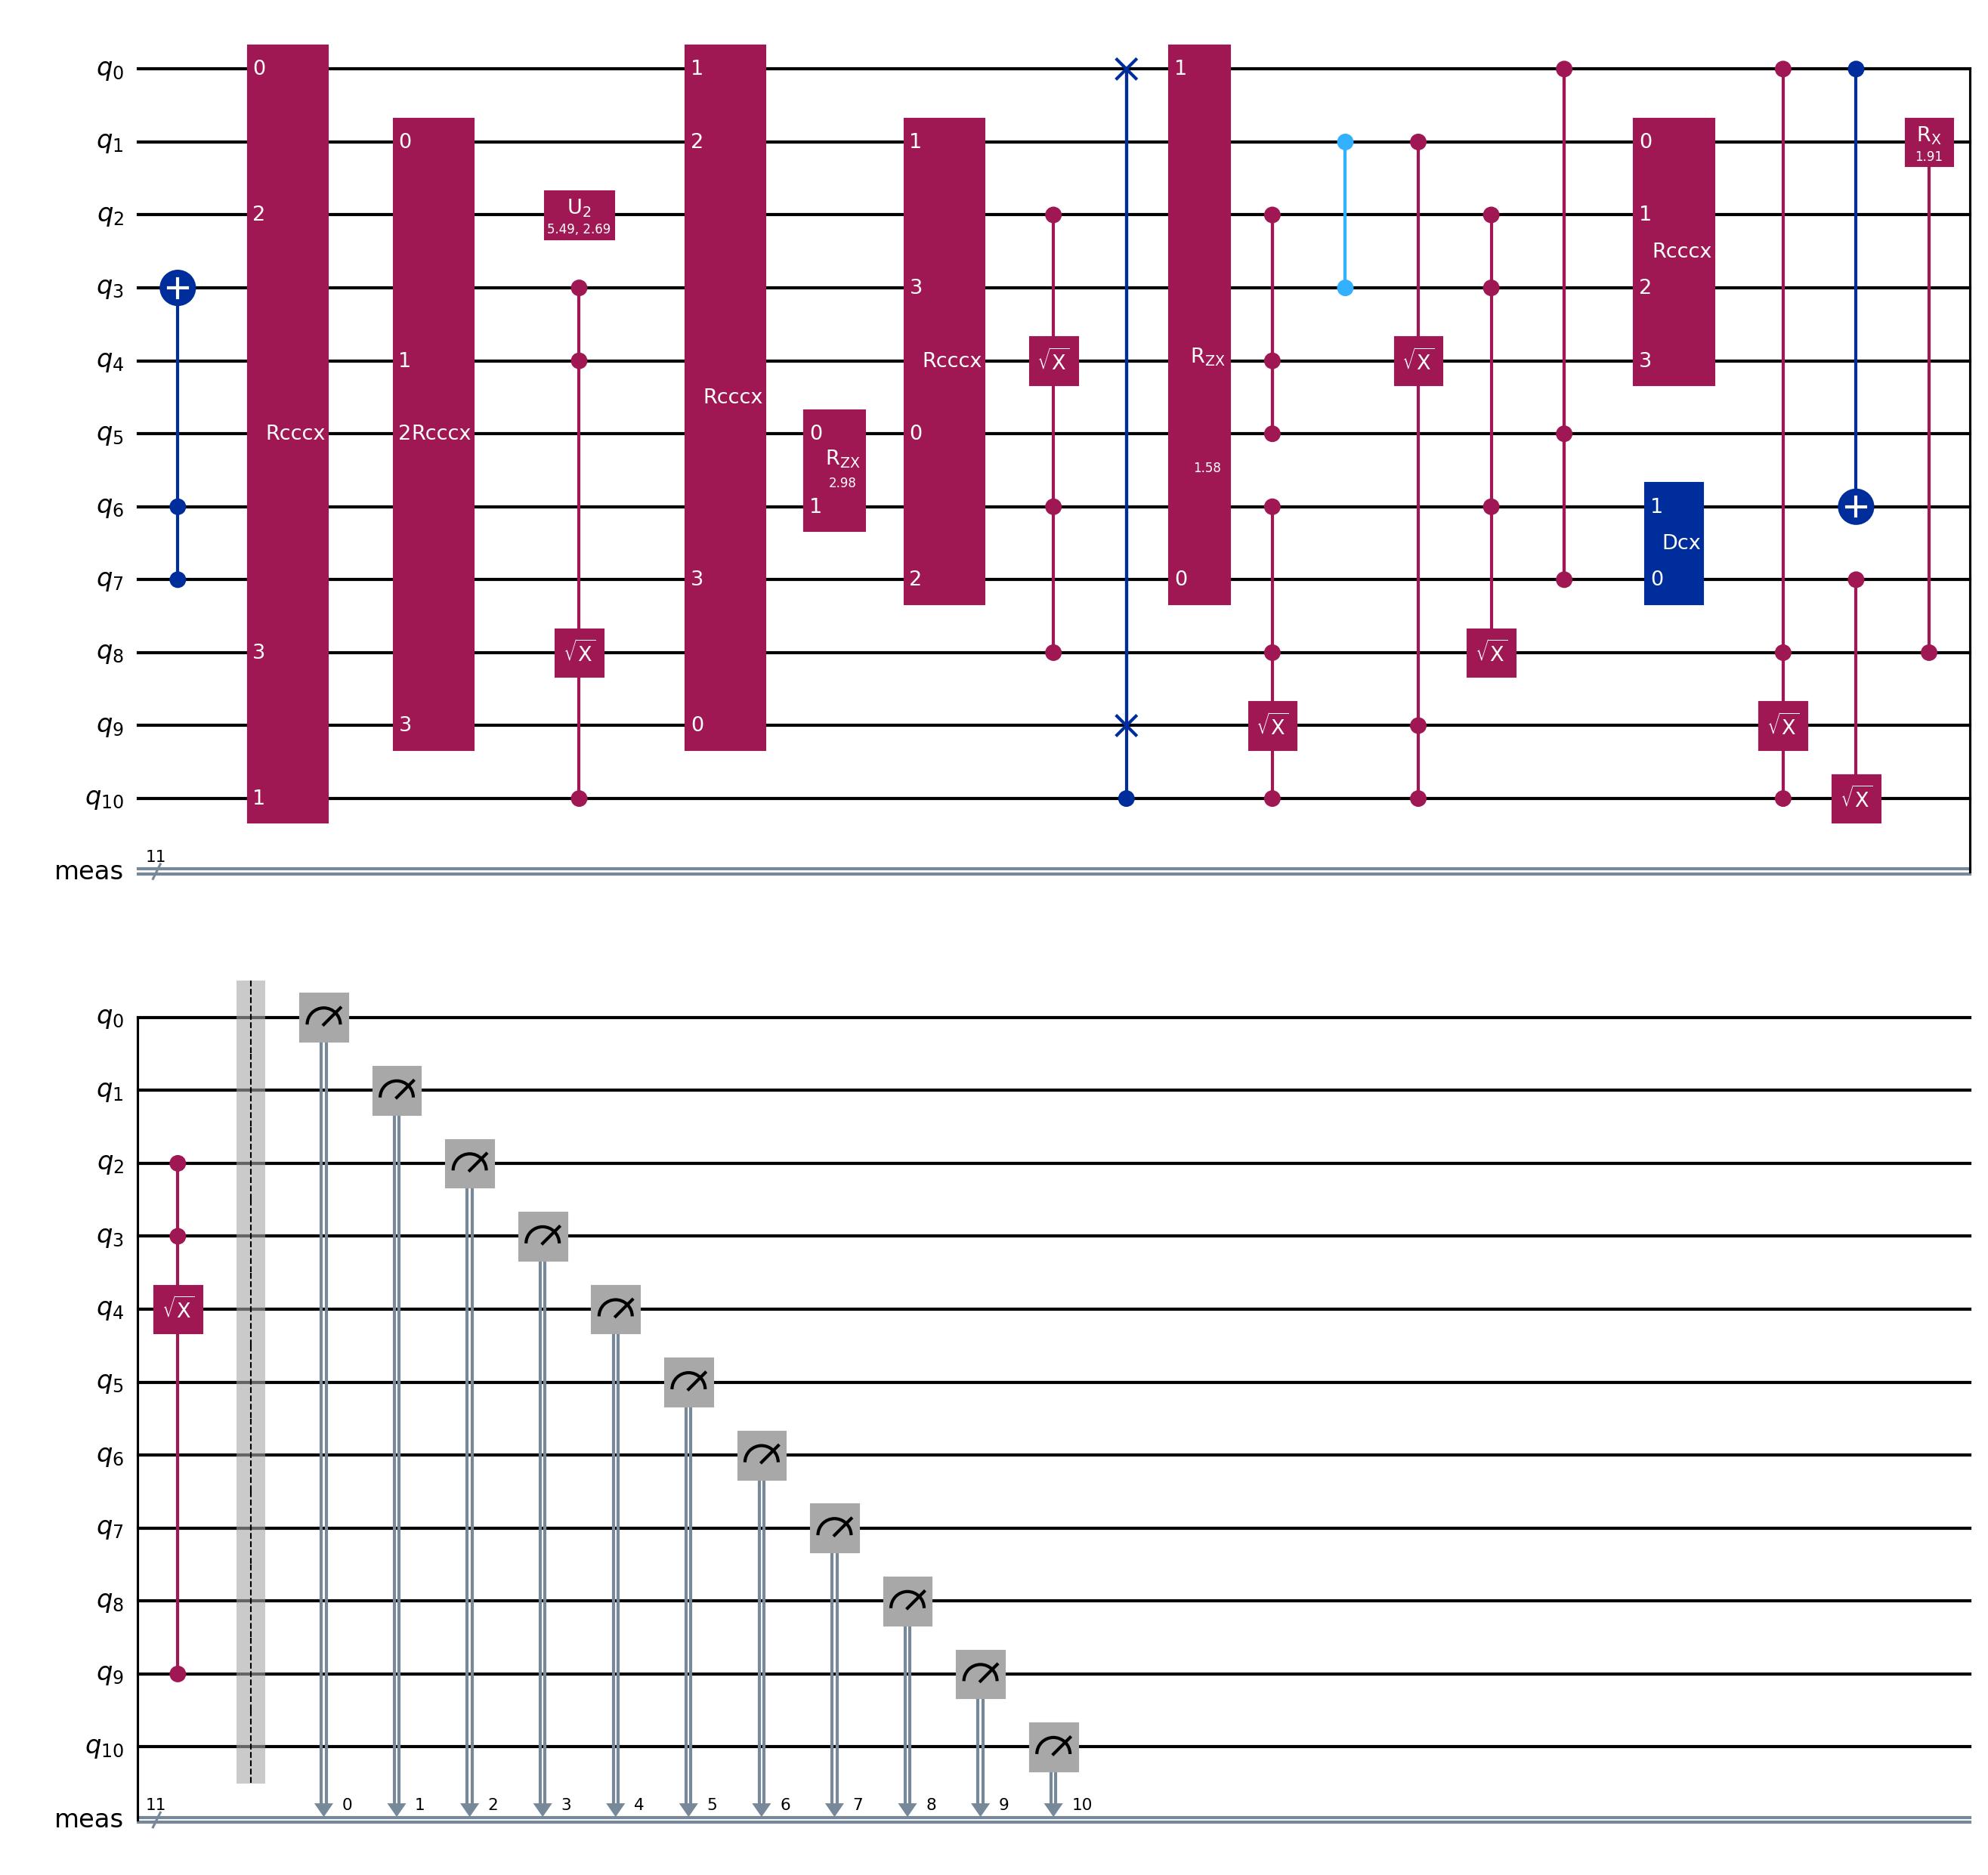 q0 0 1 1
q1 0 2 1 0 RX 1.91
q2 2 U2 5.49, 2.69 1
Rcccx
q3 3 2
q4 1 Rcccx √X RZX √X 3
Rcccx
q5 Rcccx 2 Rcccx 0 0
RZX
2.98 1.58
q6 1 1
Dcx
q7 3 2 0 0
q8 3 √X √X
q9 3 0 √X √X
q10 1 √X
11
meas
q0
q1
q2
q3
q4 √X
q5
q6
q7
q8
q9
q10
11 0 1 2 3 4 5 6 7 8 9 10
meas